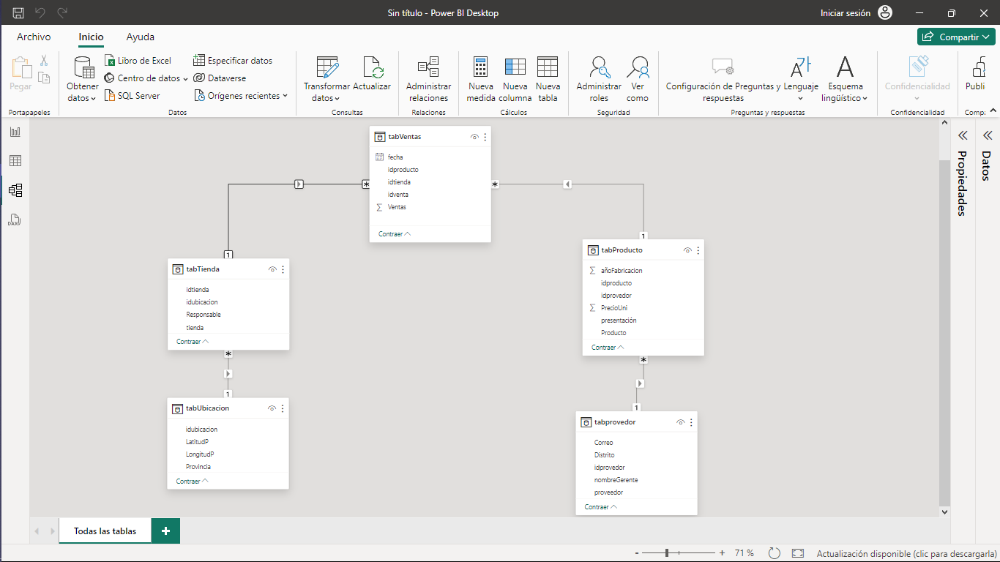 Sin título - Power BI Desktop
Iniciar sesión
Archivo
Inicio
Ayuda
Compartir
Pegar
Portapapeles
Obtener
datos
Libro de Excel
Centro de datos
SQL Server
Especificar datos
Dataverse
Orígenes recientes
Datos
Transformar
datos
Actualizar
Consultas
Administrar
relaciones
Relaciones
Nueva
medida
Nueva
columna
Nueva
tabla
Cálculos
Administrar
roles
Ver
como
Seguridad
Configuración de Preguntas y
respuestas
Lenguaje
Esquema
lingüístico
Preguntas y respuestas
Confidencialidad
Confidencialidad
Publi
Compa
DAX
tabVentas
fecha
idproducto
idtienda
idventa
Σ Ventas
Contraer
*
*
1
1
tabTienda
idtienda
idubicacion
Responsable
tienda
Contraer
*
1
tabUbicacion
idubicacion
LatitudP
LongitudP
Provincia
Contraer
tabProducto
Σ añoFabricacion
idproducto
idprovedor
Σ PrecioUni
presentación
Producto
Contraer
*
1
tabprovedor
Correo
Distrito
idprovedor
nombreGerente
proveedor
Contraer
Propiedades
Datos
Todas las tablas
+
- + 71 %
Actualización disponible (clic para descargarla)